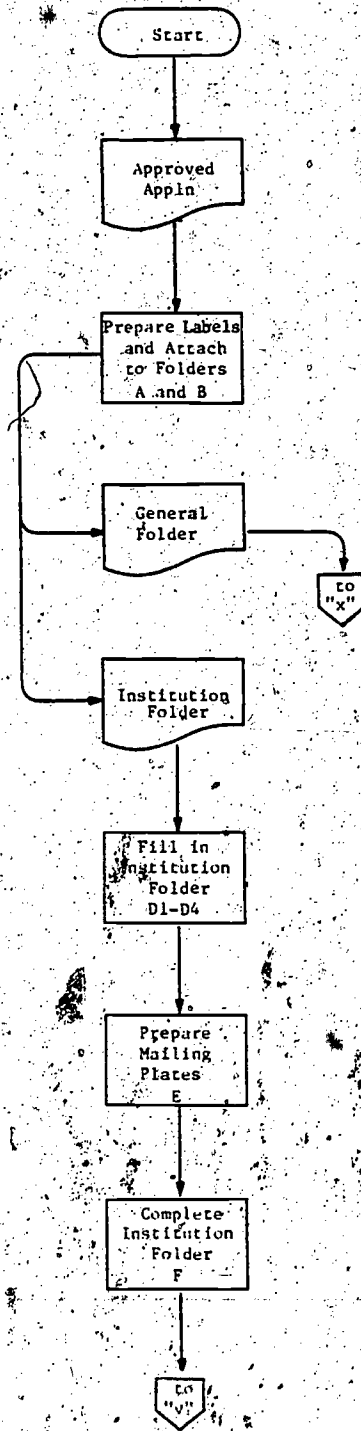 Start
Approved
Appln
Prepare Labels
and Attach
to Folders
A and B
General
Folder
to
"x"
Institution
Folder
Fill in
Institution
Folder
D1-D4
Prepare
Mailing
Plates
E
Complete
Institution
Folder
F
to